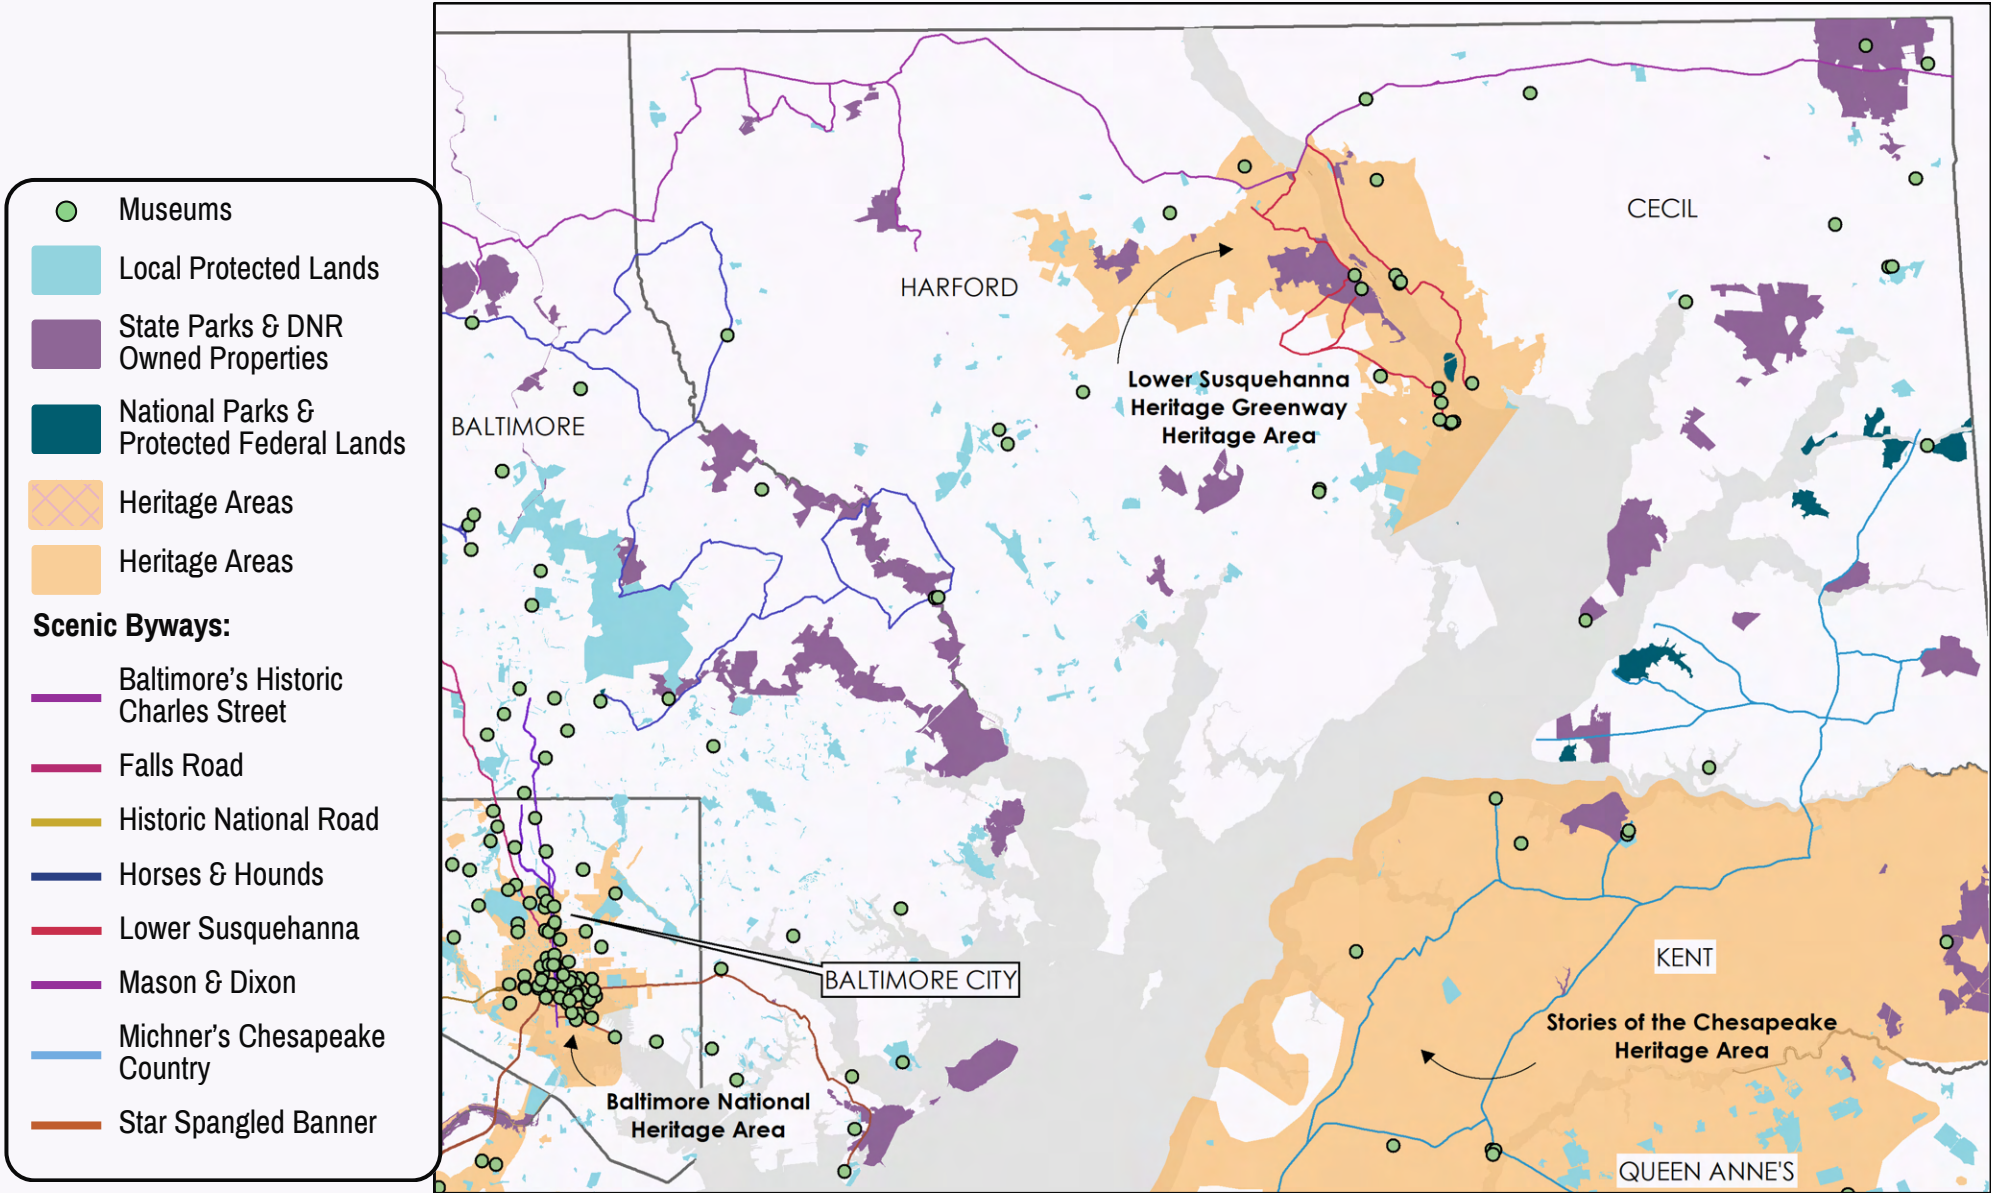 Museums
Local Protected Lands
State Parks & DNR
Owned Properties
National Parks &
Protected Federal Lands
Heritage Areas
Heritage Areas
Scenic Byways:
Baltimore's Historic
Charles Street
Falls Road
Historic National Road
Horses & Hounds
Lower Susquehanna
Mason & Dixon
Michner's Chesapeake
Country
Star Spangled Banner
CECIL
HARFORD
BALTIMORE
Lower Susquehanna
Heritage Greenway
Heritage Area
BALTIMORE CITY
KENT
Stories of the Chesapeake
Heritage Area
Baltimore National
Heritage Area
QUEEN ANNE'S